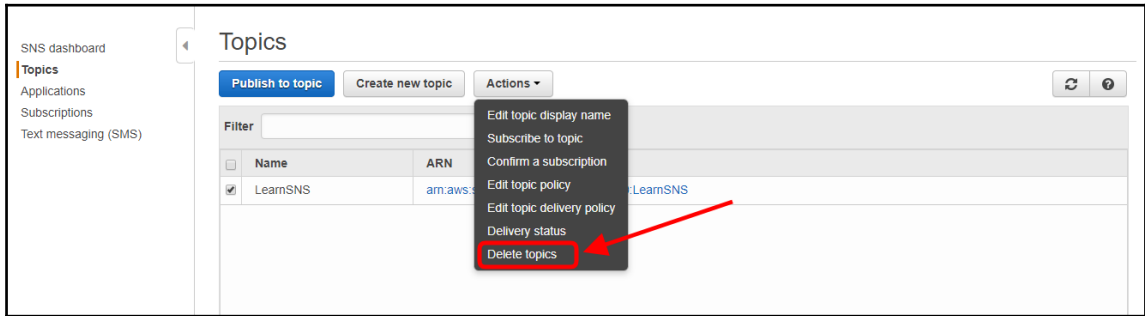 SNS dashboard
Topics
Applications
Subscriptions
Text messaging (SMS)
Topics
Publish to topic
Create new topic
Actions
Edit topic display name
Subscribe to topic
Confirm a subscription
Edit topic policy
Edit topic delivery policy
Delivery status
Delete topics
Filter
Name
ARN
LearnSNS
arn:aws:
:LearnSNS